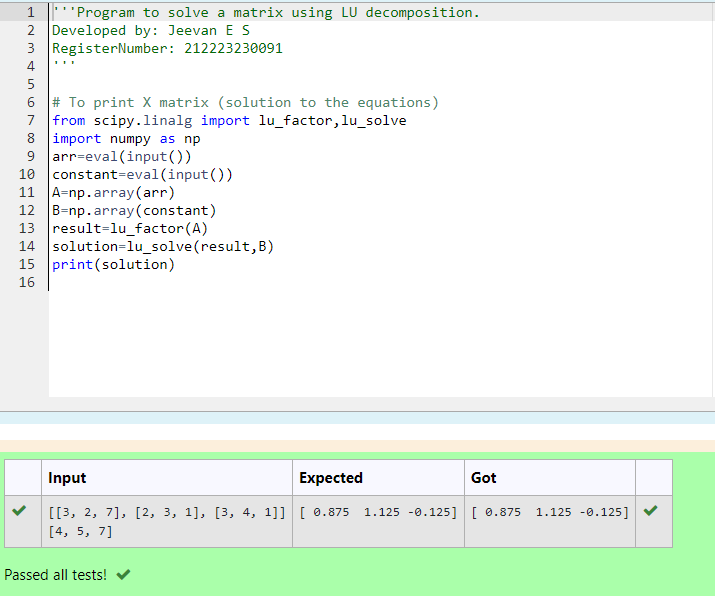 1 '''Program to solve a matrix using LU decomposition.
2 Developed by: Jeevan E S
3 RegisterNumber: 212223230091
4 '''
5
6 # To print X matrix (solution to the equations)
7 from scipy.linalg import lu_factor,lu_solve
8 import numpy as np
9 arr=eval(input())
10 constant=eval(input())
11 A=np.array(arr)
12 B=np.array(constant)
13 result=lu_factor(A)
14 solution=lu_solve(result,B)
15 print(solution)
16
Input Expected Got
[[3, 2, 7], [2, 3, 1], [3, 4, 1]] [ 0.875  1.125 -0.125] [ 0.875  1.125 -0.125]
[4, 5, 7]
Passed all tests!